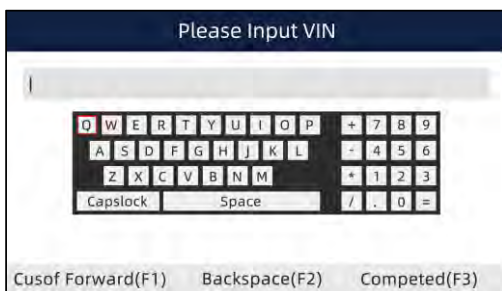 Please Input VIN
Q W E R T Y U I O P + 7 8 9
A S D F G H J K L - 4 5 6
Z X C V B N M * 1 2 3
Capslock Space / . 0 =
Cusof Forward(F1) Backspace(F2) Competed(F3)